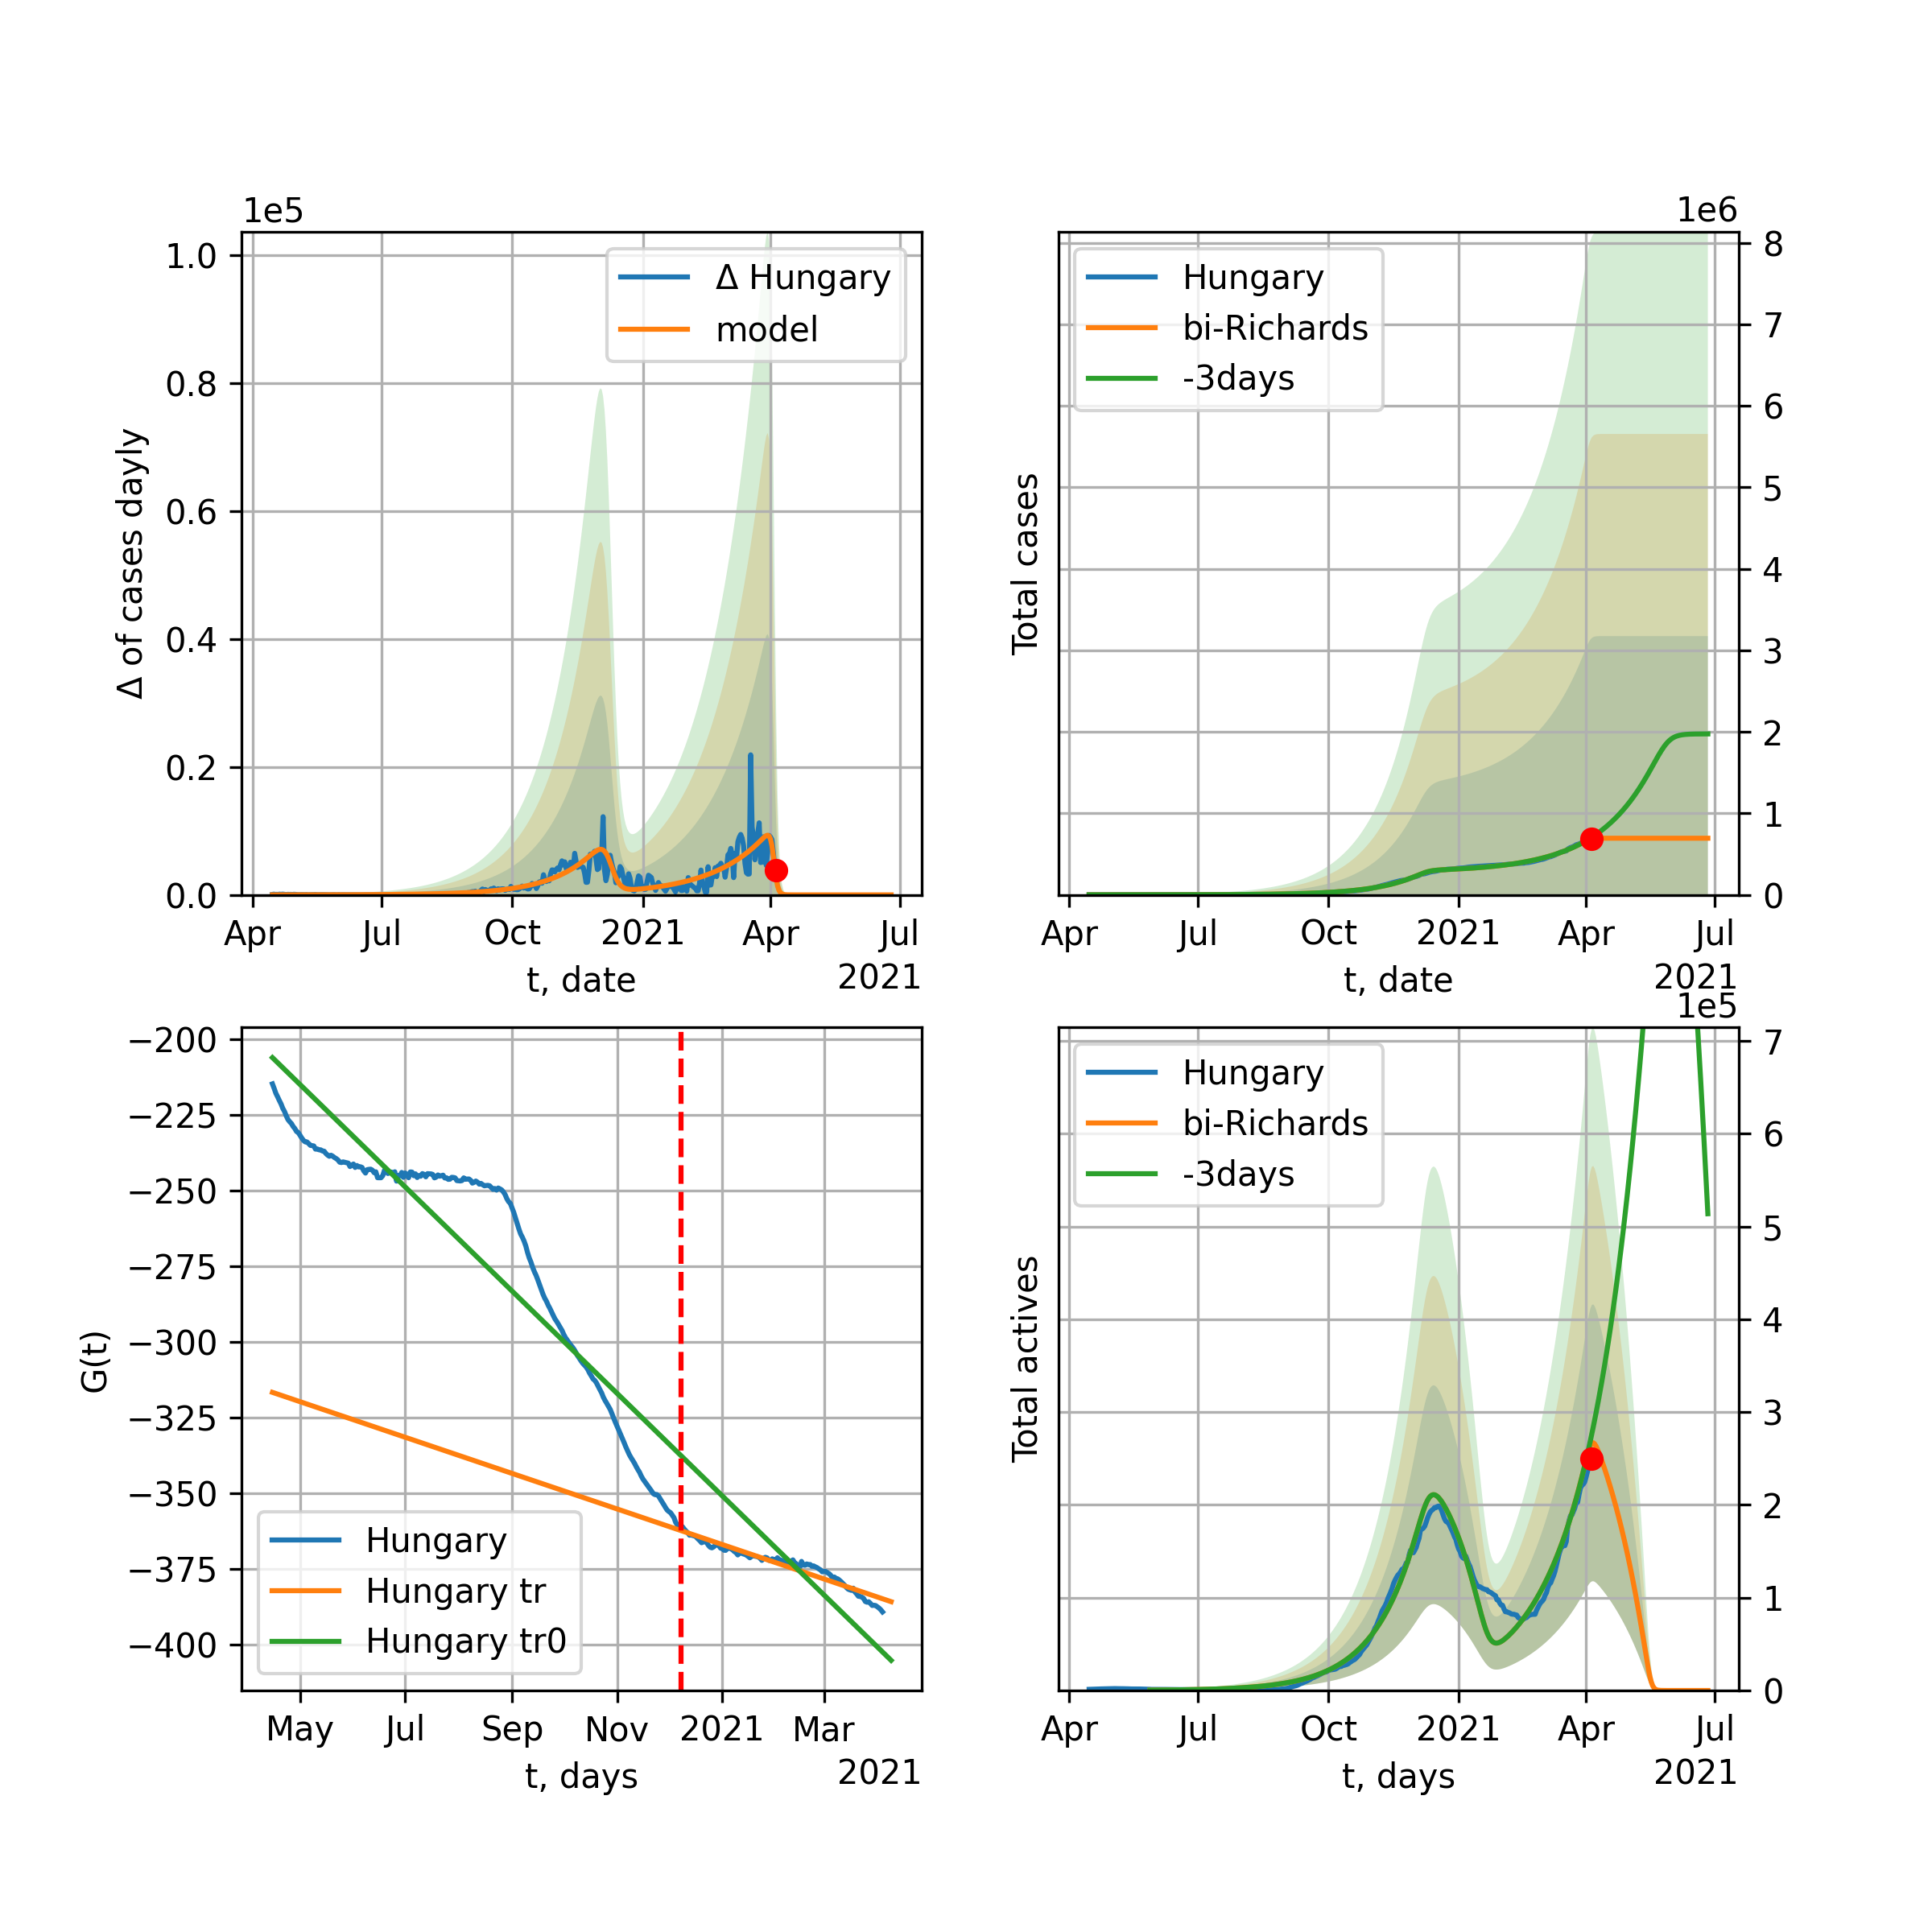 1e5
1.0
0.8
0.6
0.4
0.2
0.0
Δ of cases dayly
Δ Hungary
model
Apr
Jul
Oct
2021
Apr
Jul
t, date
2021
1e6
8
7
6
5
4
3
2
1
0
Total cases
Hungary
bi-Richards
-3days
Apr
Jul
Oct
2021
Apr
Jul
t, date
2021
−200
−225
−250
−275
−300
−325
−350
−375
−400
G(t)
Hungary
Hungary tr
Hungary tr0
May
Jul
Sep
Nov
2021
Mar
t, days
2021
1e5
7
6
5
4
3
2
1
0
Total actives
Hungary
bi-Richards
-3days
Apr
Jul
Oct
2021
Apr
Jul
t, days
2021